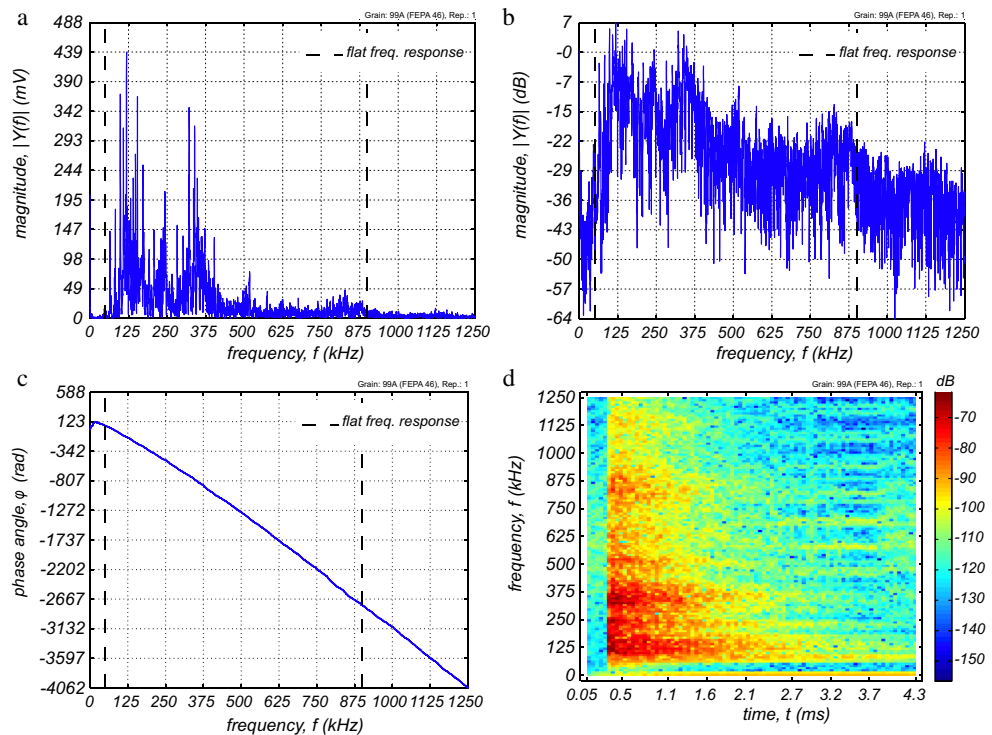 a
Grain: 99A (FEPA 46), Rep.: 1
488
439
390
342
293
244
195
147
98
49
0
magnitude, |Y(f)| (mV)
flat freq. response
0 125 250 375 500 625 750 875 1000 1125 1250
frequency, f (kHz)
b
Grain: 99A (FEPA 46), Rep.: 1
7
-0
-7
-15
-22
-29
-36
-43
-50
-57
-64
magnitude, |Y(f)| (dB)
flat freq. response
0 125 250 375 500 625 750 875 1000 1125 1250
frequency, f (kHz)
c
Grain: 99A (FEPA 46), Rep.: 1
588
123
-342
-807
-1272
-1737
-2202
-2667
-3132
-3597
-4062
phase angle, φ (rad)
flat freq. response
0 125 250 375 500 625 750 875 1000 1125 1250
frequency, f (kHz)
d
Grain: 99A (FEPA 46), Rep.: 1
dB
1250
1125
1000
875
750
625
500
375
250
125
0
frequency, f (kHz)
0.05 0.5 1.1 1.6 2.1 2.7 3.2 3.7 4.3
time, t (ms)
-70
-80
-90
-100
-110
-120
-130
-140
-150